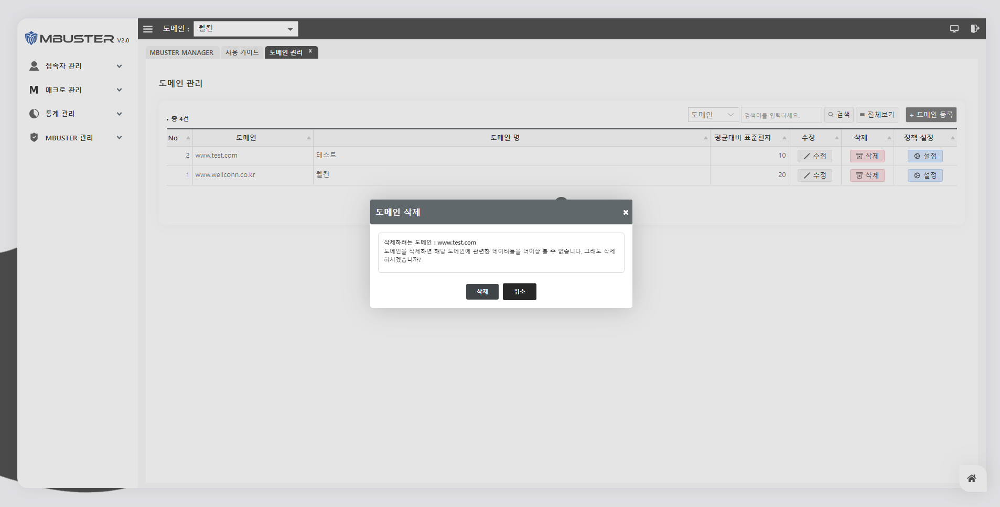 MBUSTER V2.0
도메인 : 웰컨
접속자 관리
M 매크로 관리
통계 관리
MBUSTER 관리
MBUSTER MANAGER 사용 가이드 도메인 관리 x
도메인 관리
총 4건
도메인 검색어를 입력하세요. 검색 전체보기 + 도메인 등록
No 도메인 도메인 명 평균대비 표준편차 수정 삭제 정책 설정
2 www.test.com 테스트 10 수정 삭제 설정
1 www.wellconn.co.kr 웰컨 20 수정 삭제 설정
도메인 삭제
삭제하려는 도메인 : www.test.com
도메인을 삭제하면 해당 도메인에 관련한 데이터들을 더이상 볼 수 없습니다. 그래도 삭제
하시겠습니까?
삭제 취소